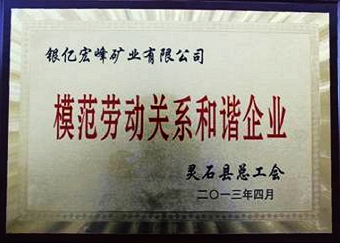 银亿宏峰矿业有限公司
模范劳动关系和谐企业
灵石县总工会
二〇一三年四月